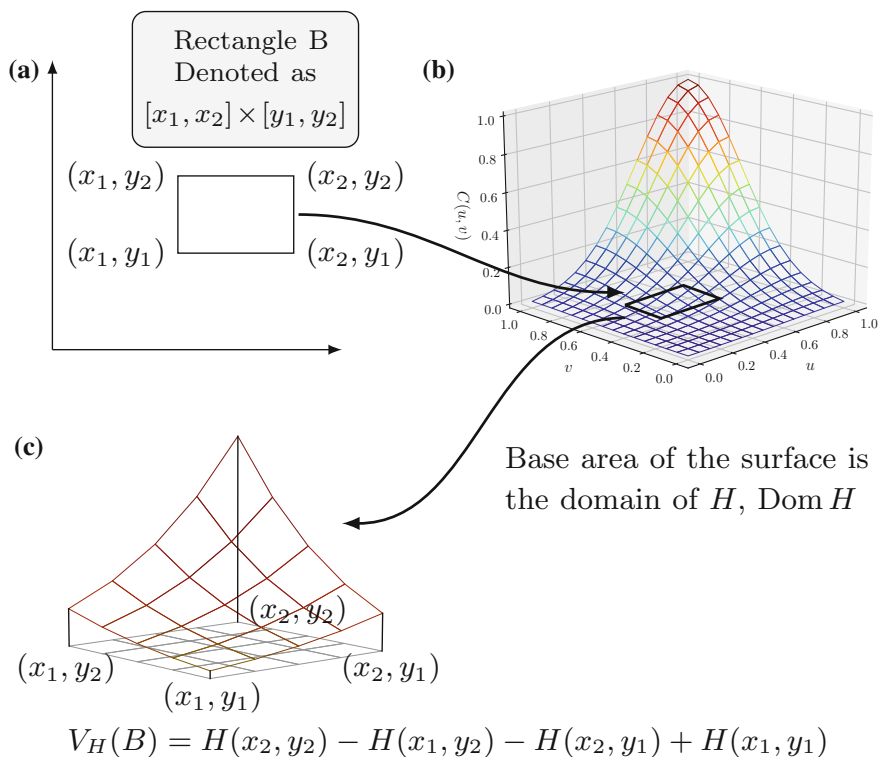 (a)
Rectangle B
Denoted as
[x₁, x₂] × [y₁, y₂]
(x₁, y₂)
(x₂, y₂)
(x₁, y₁)
(x₂, y₁)
(b)
1.0
0.8
0.6
0.4
0.2
0.0
C(u, v)
1.0
0.8
0.6
0.4
0.2
0.0
v
0.0
0.2
0.4
0.6
0.8
1.0
u
Base area of the surface is
the domain of H, Dom H
(c)
(x₂, y₂)
(x₁, y₂)
(x₂, y₁)
(x₁, y₁)
V_H(B) = H(x₂, y₂) − H(x₁, y₂) − H(x₂, y₁) + H(x₁, y₁)